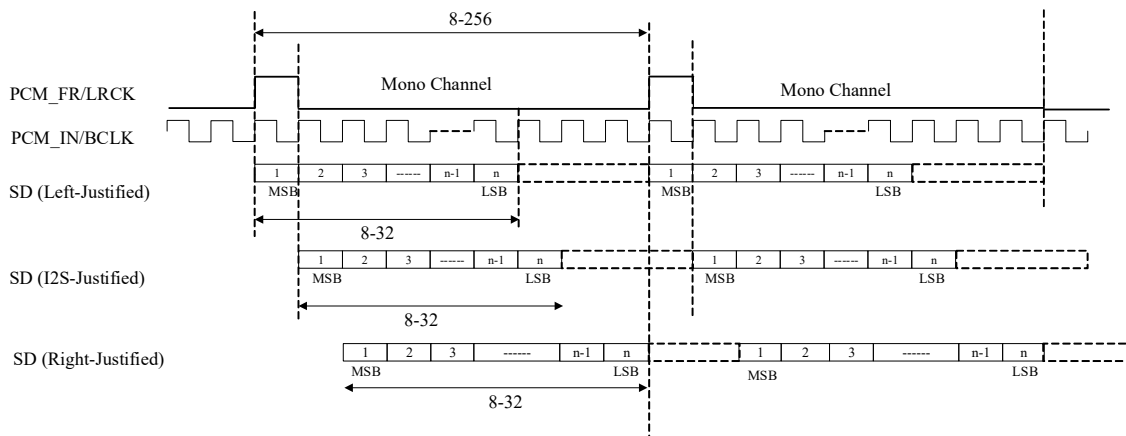 8-256
Mono Channel Mono Channel
PCM_FR/LRCK
PCM_IN/BCLK
SD (Left-Justified) 1 2 3 ------ n-1 n 1 2 3 ------ n-1 n
MSB LSB MSB LSB
8-32
SD (I2S-Justified) 1 2 3 ------ n-1 n 1 2 3 ------ n-1 n
MSB LSB MSB LSB
8-32
SD (Right-Justified) 1 2 3 ------ n-1 n 1 2 3 ------ n-1 n
MSB LSB MSB LSB
8-32